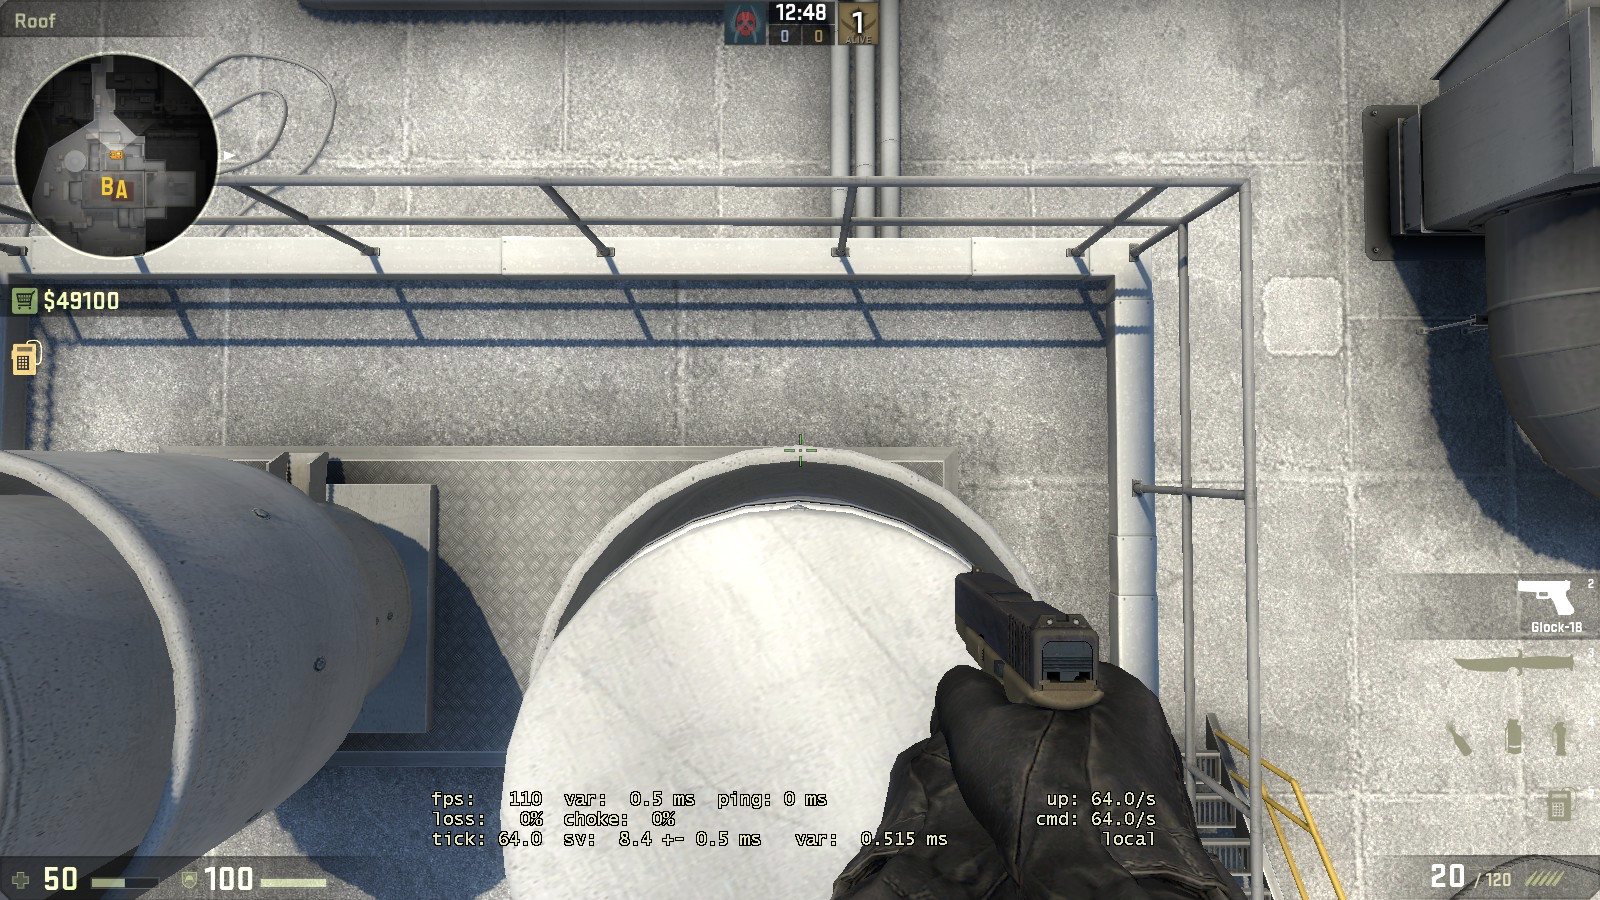 Roof
12:48
0 0
1
ALIVE
B A
$49100
2
Glock-18
3
fps: 110 var: 0.5 ms ping: 0 ms
loss: 0% choke: 0%
tick: 64.0 sv: 8.4 +- 0.5 ms var: 0.515 ms
up: 64.0/s
cmd: 64.0/s
local
50
100
20 / 120